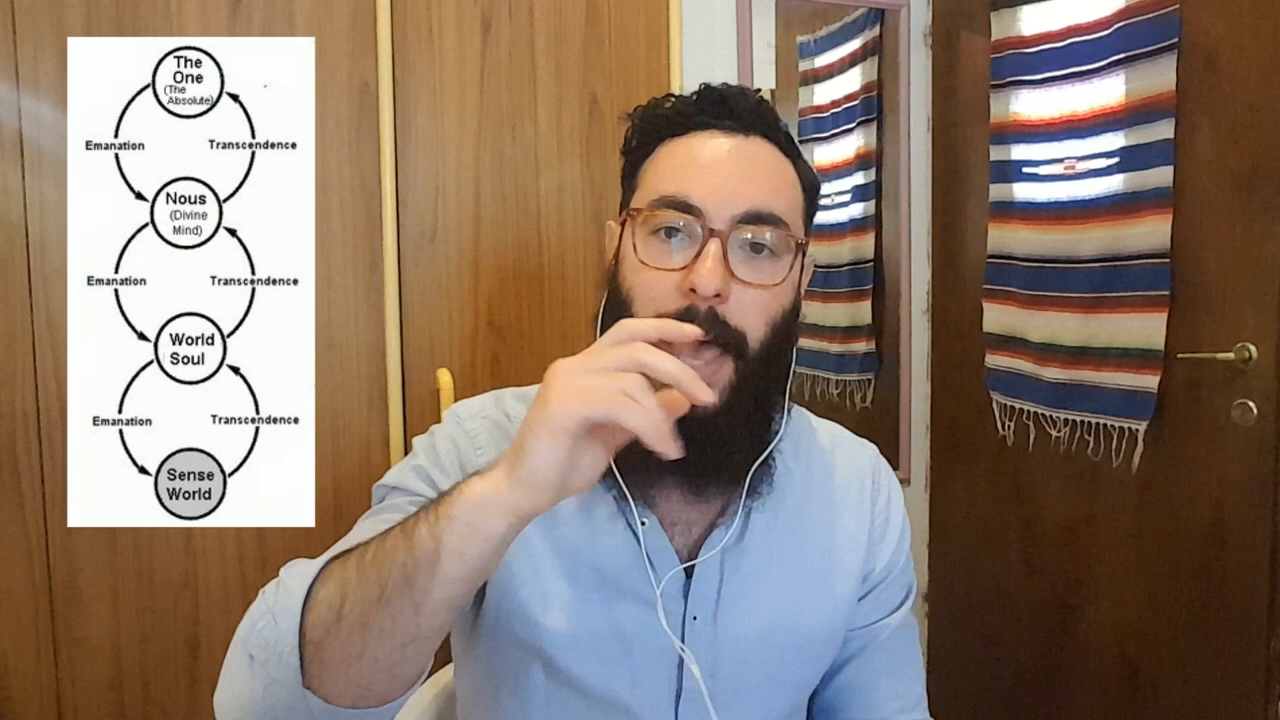 The
One
(The
Absolute)
Emanation
Transcendence
Nous
(Divine
Mind)
Emanation
Transcendence
World
Soul
Emanation
Transcendence
Sense
World